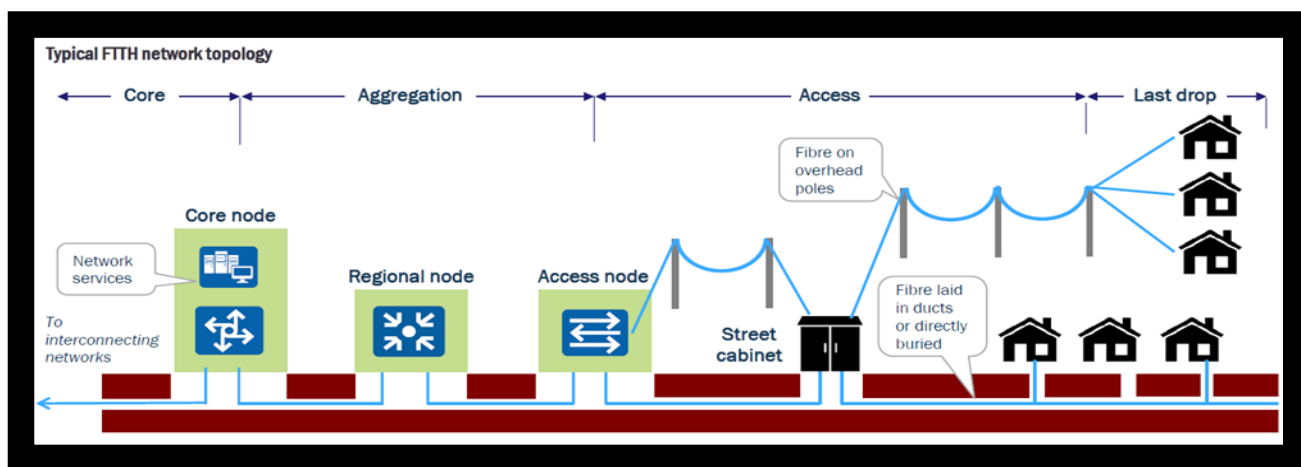 Typical FTTH network topology
Core
Aggregation
Access
Last drop
Fibre on
overhead
poles
Core node
Network
services
Regional node
Access node
To
interconnecting
networks
Street
cabinet
Fibre laid
in ducts
or directly
buried